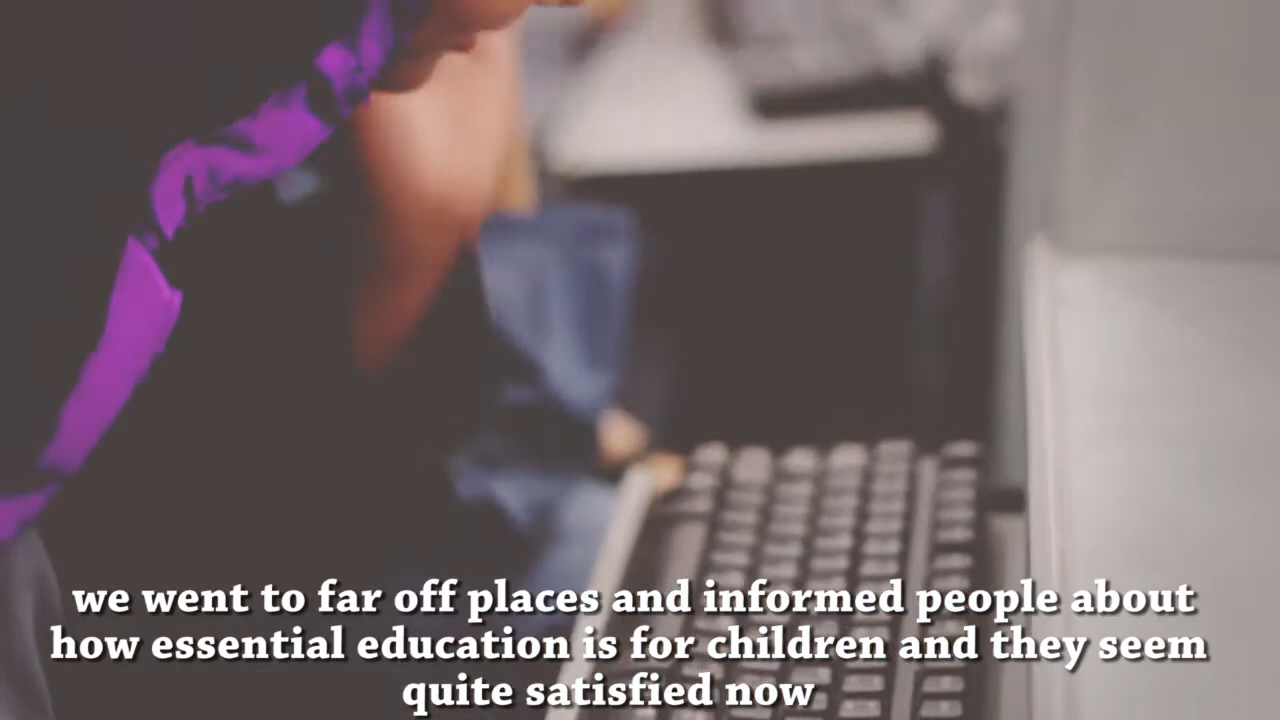 we went to far off places and informed people about
how essential education is for children and they seem
quite satisfied now